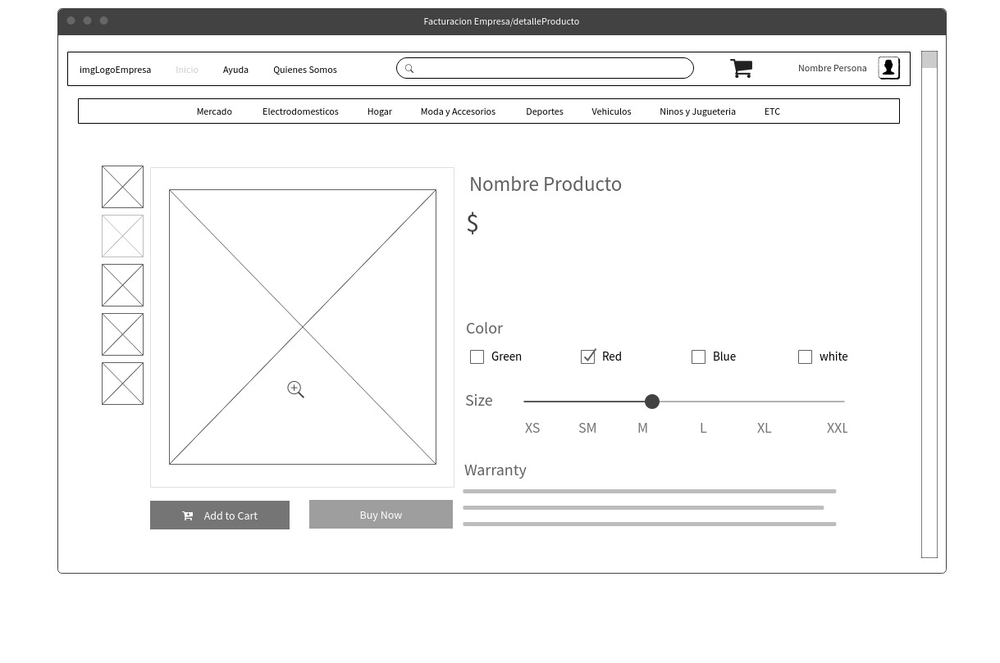 Facturacion Empresa/detalleProducto
imgLogoEmpresa Inicio Ayuda Quienes Somos Nombre Persona
Mercado Electrodomesticos Hogar Moda y Accesorios Deportes Vehiculos Ninos y Jugueteria ETC
Nombre Producto
$
Color
Green Red Blue white
Size
XS SM M L XL XXL
Warranty
Add to Cart Buy Now